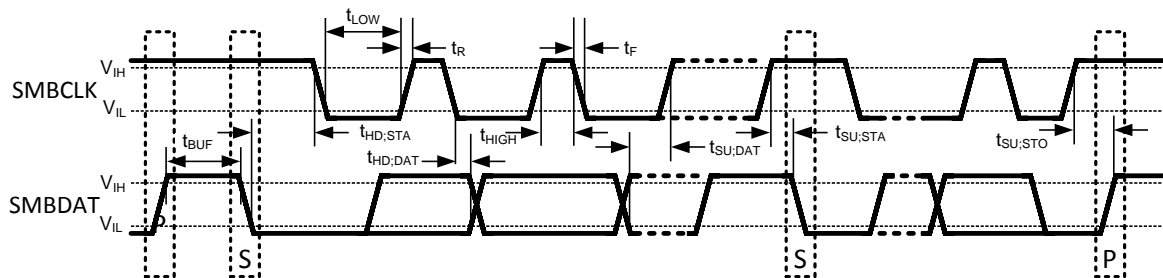 tLOW
tR
tF
VIH
SMBCLK
VIL
tBUF
tHD;STA
tHIGH
tHD;DAT
tSU;DAT
tSU;STA
tSU;STO
VIH
SMBDAT
VIL
P
S
S
P